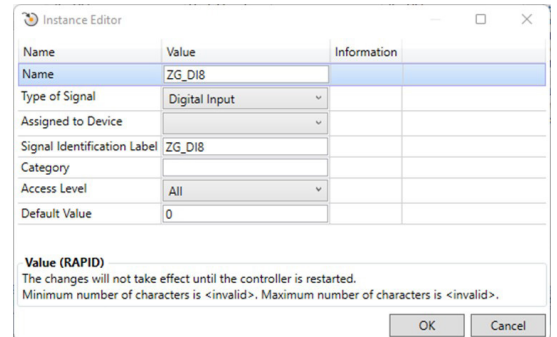 Instance Editor
Name Value Information
Name ZG_DI8
Type of Signal Digital Input
Assigned to Device
Signal Identification Label ZG_DI8
Category
Access Level All
Default Value 0
Value (RAPID)
The changes will not take effect until the controller is restarted.
Minimum number of characters is <invalid>. Maximum number of characters is <invalid>.
OK Cancel